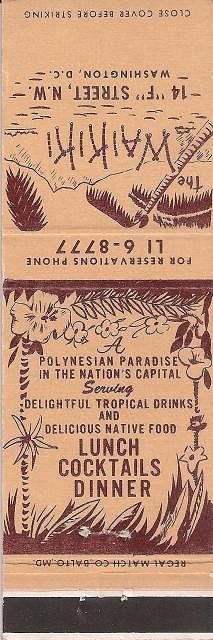 CLOSE COVER BEFORE STRIKING
The
WAIKIKI
14 "F" STREET, N.W.
WASHINGTON, D.C.
FOR RESERVATIONS PHONE
LI 6-8777
A
POLYNESIAN PARADISE
IN THE NATION'S CAPITAL
Serving
DELIGHTFUL TROPICAL DRINKS
AND
DELICIOUS NATIVE FOOD
LUNCH
COCKTAILS
DINNER
REGAL MATCH CO. BALTO., MD.